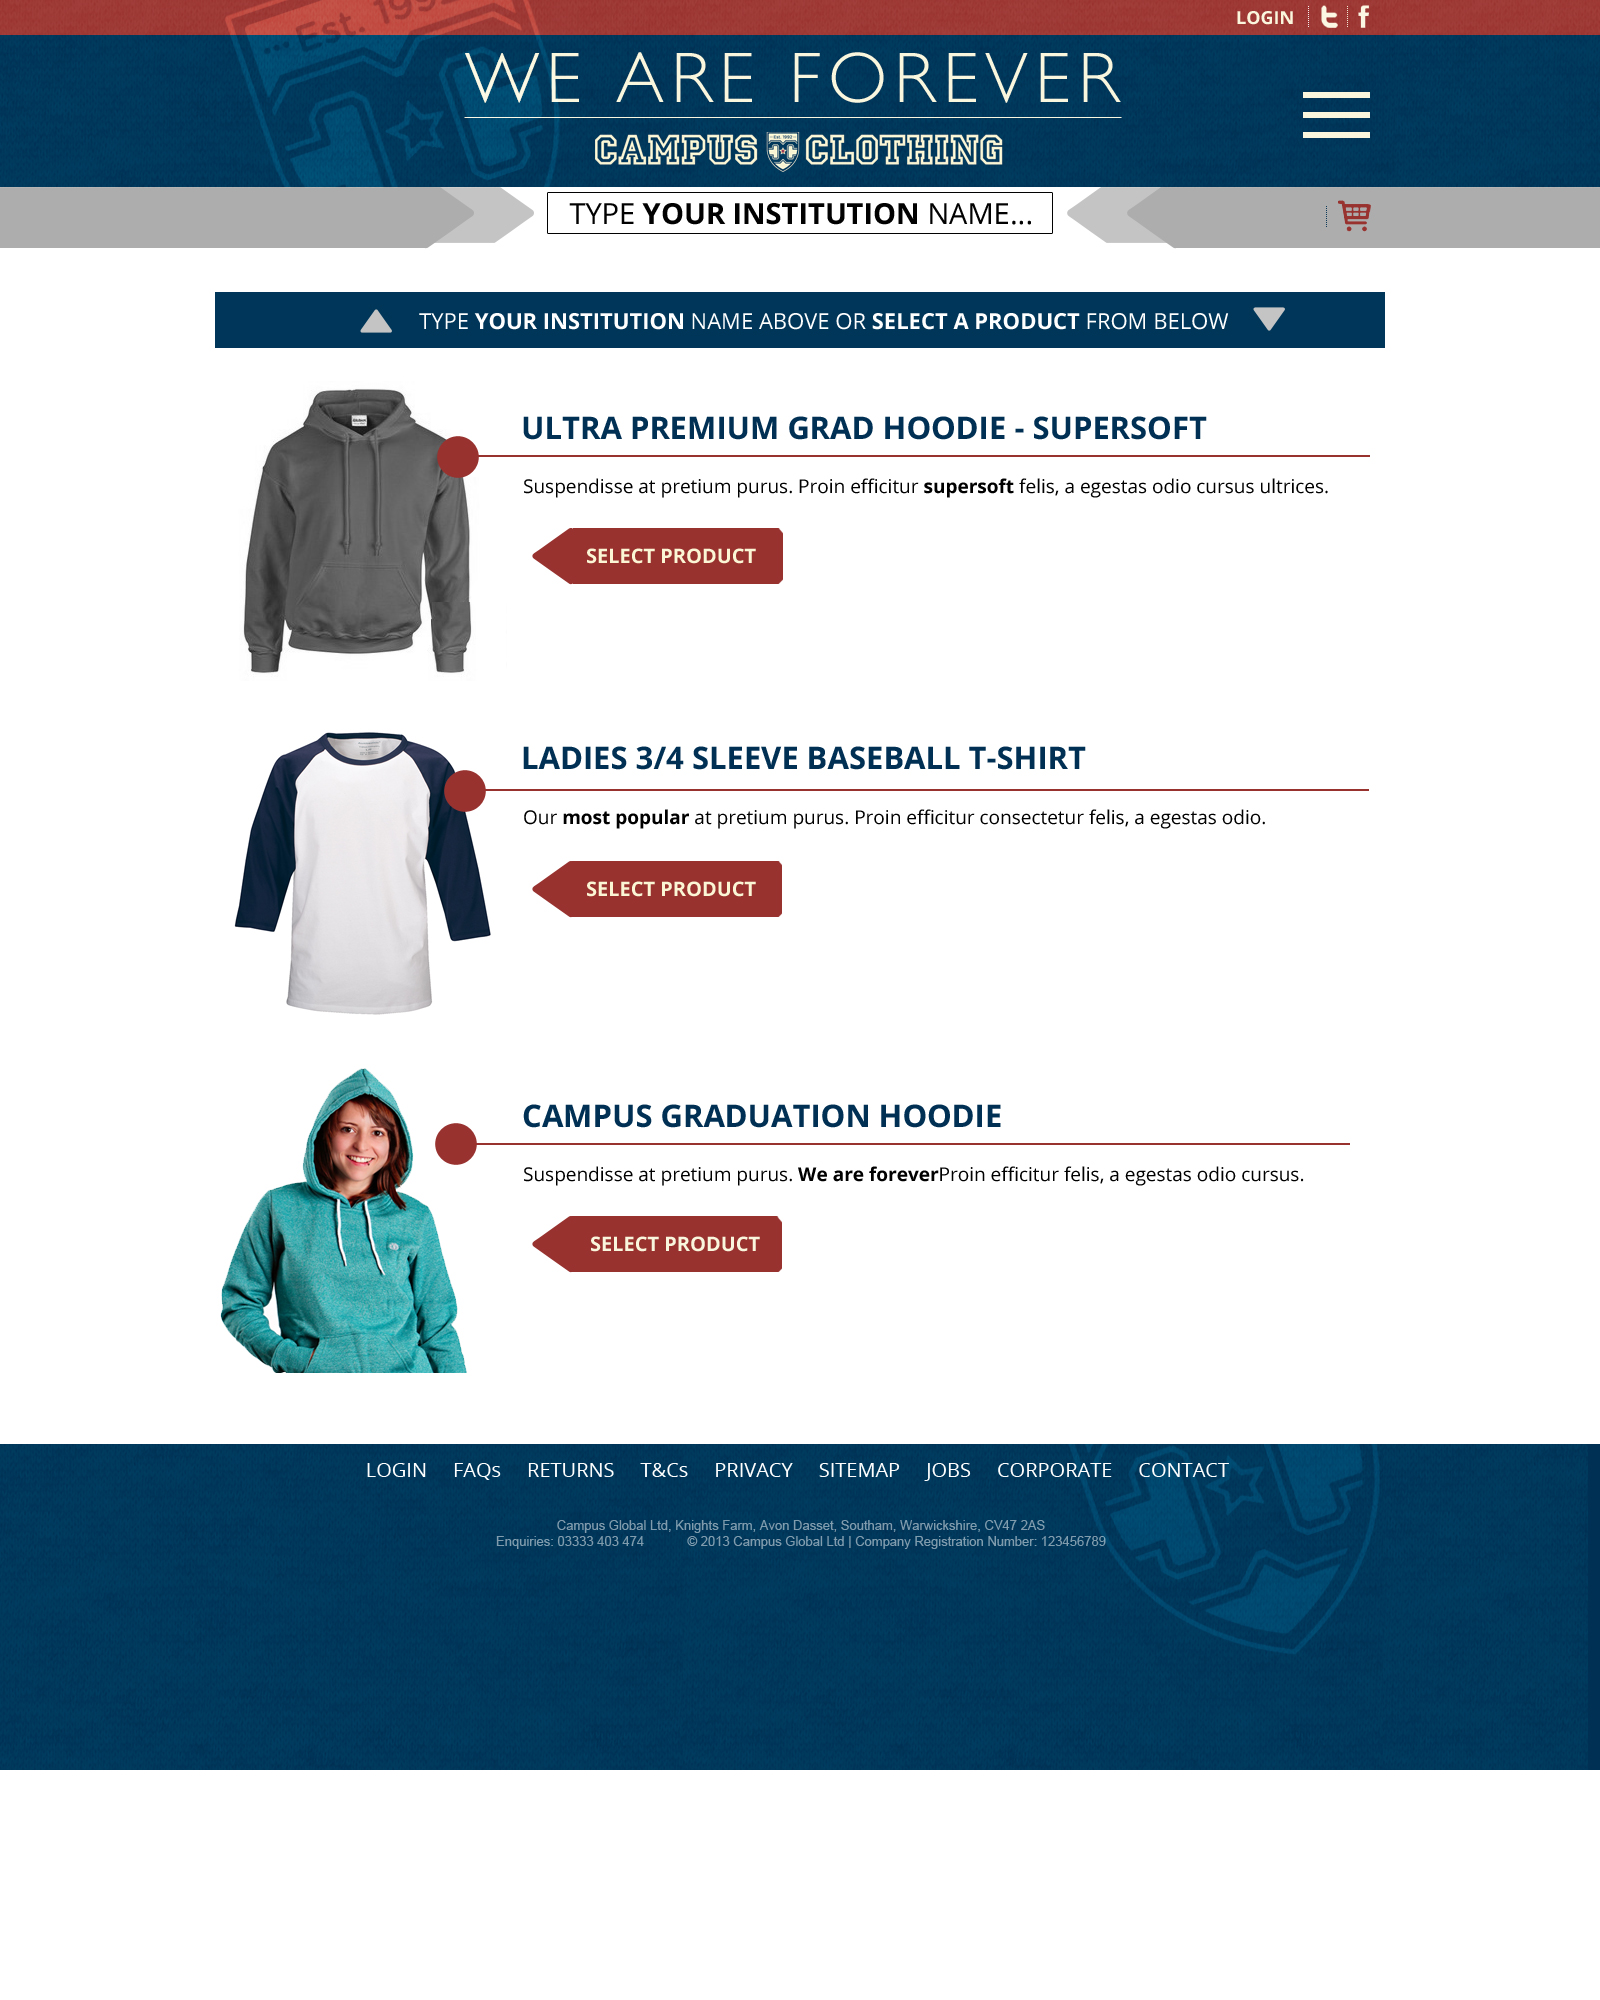 ... Est. 1992
LOGIN
WE ARE FOREVER
CAMPUS CLOTHING
TYPE YOUR INSTITUTION NAME...
TYPE YOUR INSTITUTION NAME ABOVE OR SELECT A PRODUCT FROM BELOW
ULTRA PREMIUM GRAD HOODIE - SUPERSOFT
Suspendisse at pretium purus. Proin efficitur supersoft felis, a egestas odio cursus ultrices.
SELECT PRODUCT
LADIES 3/4 SLEEVE BASEBALL T-SHIRT
Our most popular at pretium purus. Proin efficitur consectetur felis, a egestas odio.
SELECT PRODUCT
CAMPUS GRADUATION HOODIE
Suspendisse at pretium purus. We are foreverProin efficitur felis, a egestas odio cursus.
SELECT PRODUCT
LOGIN FAQs RETURNS T&Cs PRIVACY SITEMAP JOBS CORPORATE CONTACT
Campus Global Ltd, Knights Farm, Avon Dasset, Southam, Warwickshire, CV47 2AS
Enquiries: 03333 403 474 © 2013 Campus Global Ltd | Company Registration Number: 123456789